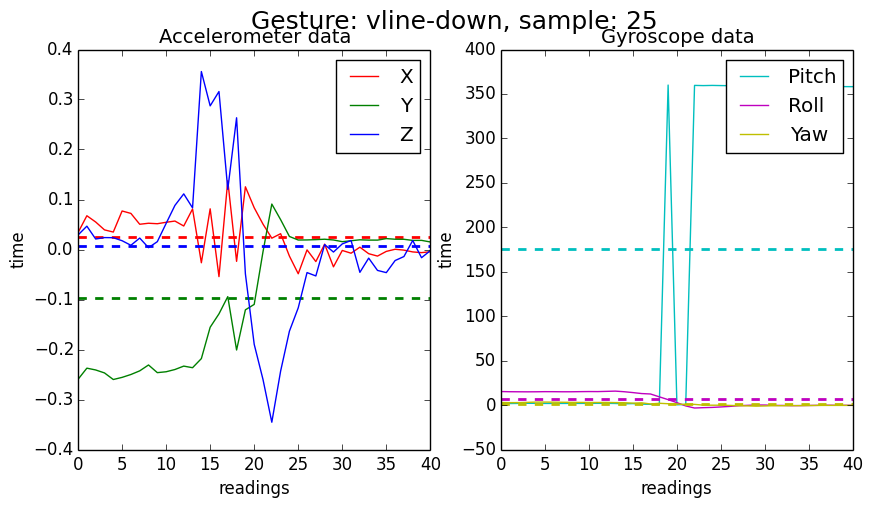 Gesture: vline-down, sample: 25
Accelerometer data
0.4
0.3
0.2
0.1
0.0
−0.1
−0.2
−0.3
−0.4
time
0 5 10 15 20 25 30 35 40
readings
X
Y
Z
Gyroscope data
400
350
300
250
200
150
100
50
0
−50
time
0 5 10 15 20 25 30 35 40
readings
Pitch
Roll
Yaw